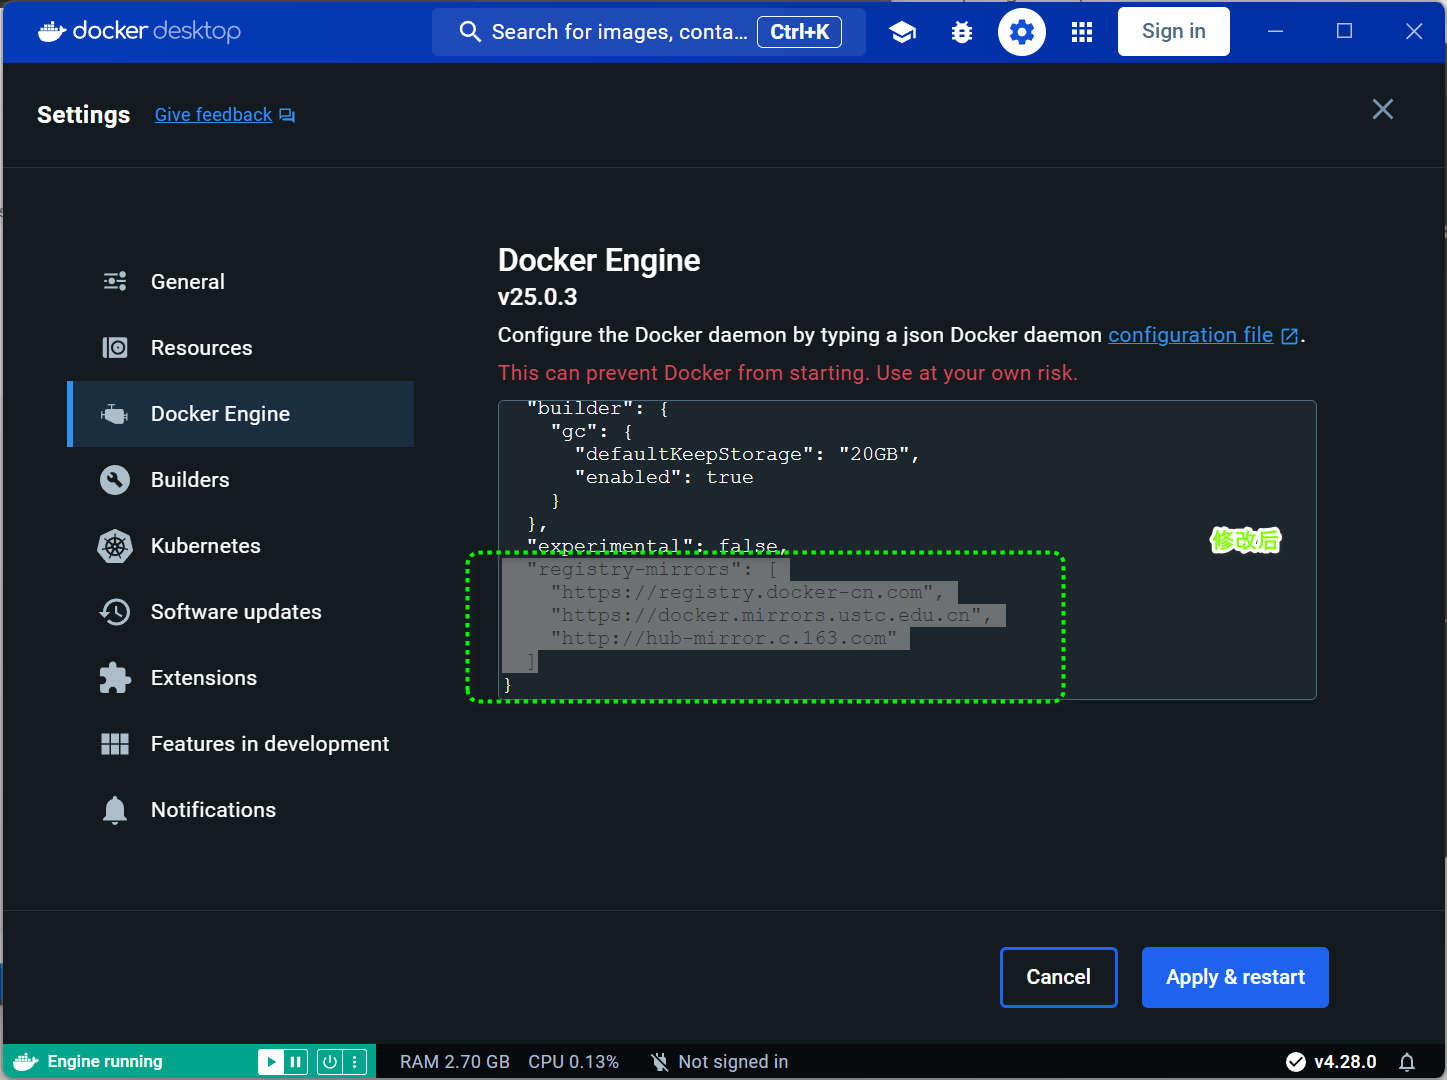 docker desktop
Search for images, conta... Ctrl+K
Sign in
Settings
Give feedback
General
Resources
Docker Engine
Builders
Kubernetes
Software updates
Extensions
Features in development
Notifications
Docker Engine
v25.0.3
Configure the Docker daemon by typing a json Docker daemon configuration file.
This can prevent Docker from starting. Use at your own risk.
"builder": {
"gc": {
"defaultKeepStorage": "20GB",
"enabled": true
}
},
"experimental": false,
"registry-mirrors": [
"https://registry.docker-cn.com",
"https://docker.mirrors.ustc.edu.cn",
"http://hub-mirror.c.163.com"
]
}
修改后
Cancel
Apply & restart
Engine running
RAM 2.70 GB CPU 0.13%
Not signed in
v4.28.0